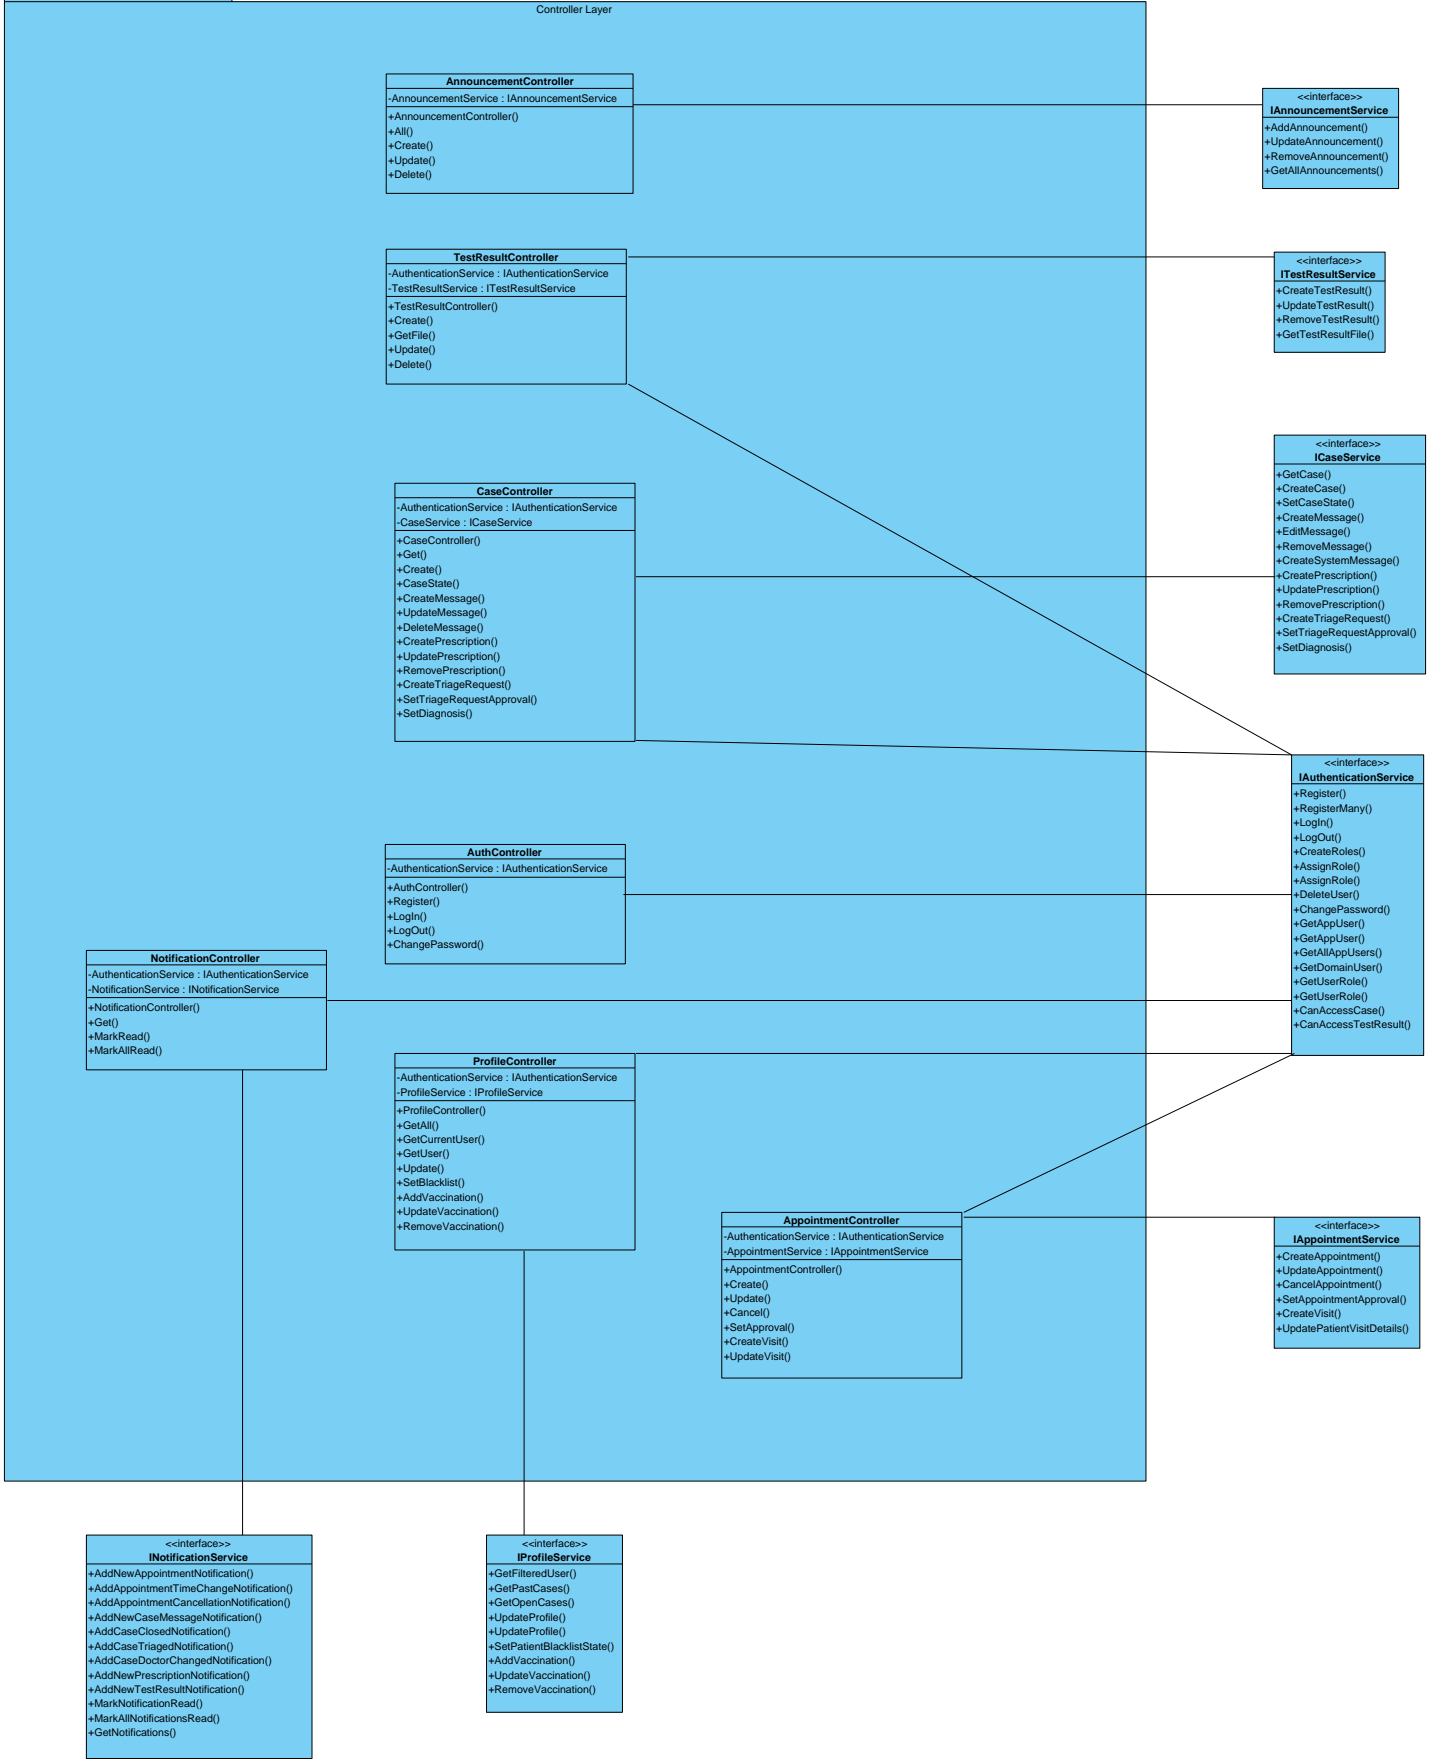 Controller Layer
AnnouncementController
-AnnouncementService : IAnnouncementService
+AnnouncementController()
+All()
+Create()
+Update()
+Delete()
<<interface>>
IAnnouncementService
+AddAnnouncement()
+UpdateAnnouncement()
+RemoveAnnouncement()
+GetAllAnnouncements()
TestResultController
-AuthenticationService : IAuthenticationService
-TestResultService : ITestResultService
+TestResultController()
+Create()
+GetFile()
+Update()
+Delete()
<<interface>>
ITestResultService
+CreateTestResult()
+UpdateTestResult()
+RemoveTestResult()
+GetTestResultFile()
<<interface>>
ICaseService
+GetCase()
+CreateCase()
+SetCaseState()
+CreateMessage()
+EditMessage()
+RemoveMessage()
+CreateSystemMessage()
+CreatePrescription()
+UpdatePrescription()
+RemovePrescription()
+CreateTriageRequest()
+SetTriageRequestApproval()
+SetDiagnosis()
CaseController
-AuthenticationService : IAuthenticationService
-CaseService : ICaseService
+CaseController()
+Get()
+Create()
+CaseState()
+CreateMessage()
+UpdateMessage()
+DeleteMessage()
+CreatePrescription()
+UpdatePrescription()
+RemovePrescription()
+CreateTriageRequest()
+SetTriageRequestApproval()
+SetDiagnosis()
<<interface>>
IAuthenticationService
+Register()
+RegisterMany()
+LogIn()
+LogOut()
+CreateRoles()
+AssignRole()
+AssignRole()
+DeleteUser()
+ChangePassword()
+GetAppUser()
+GetAppUser()
+GetAllAppUsers()
+GetDomainUser()
+GetUserRole()
+GetUserRole()
+CanAccessCase()
+CanAccessTestResult()
AuthController
-AuthenticationService : IAuthenticationService
+AuthController()
+Register()
+LogIn()
+LogOut()
+ChangePassword()
NotificationController
-AuthenticationService : IAuthenticationService
-NotificationService : INotificationService
+NotificationController()
+Get()
+MarkRead()
+MarkAllRead()
ProfileController
-AuthenticationService : IAuthenticationService
-ProfileService : IProfileService
+ProfileController()
+GetAll()
+GetCurrentUser()
+GetUser()
+Update()
+SetBlacklist()
+AddVaccination()
+UpdateVaccination()
+RemoveVaccination()
AppointmentController
-AuthenticationService : IAuthenticationService
-AppointmentService : IAppointmentService
+AppointmentController()
+Create()
+Update()
+Cancel()
+SetApproval()
+CreateVisit()
+UpdateVisit()
<<interface>>
IAppointmentService
+CreateAppointment()
+UpdateAppointment()
+CancelAppointment()
+SetAppointmentApproval()
+CreateVisit()
+UpdatePatientVisitDetails()
<<interface>>
INotificationService
+AddNewAppointmentNotification()
+AddAppointmentTimeChangeNotification()
+AddAppointmentCancellationNotification()
+AddNewCaseMessageNotification()
+AddCaseClosedNotification()
+AddCaseTriagedNotification()
+AddCaseDoctorChangedNotification()
+AddNewPrescriptionNotification()
+AddNewTestResultNotification()
+MarkNotificationRead()
+MarkAllNotificationsRead()
+GetNotifications()
<<interface>>
IProfileService
+GetFilteredUser()
+GetPastCases()
+GetOpenCases()
+UpdateProfile()
+UpdateProfile()
+SetPatientBlacklistState()
+AddVaccination()
+UpdateVaccination()
+RemoveVaccination()